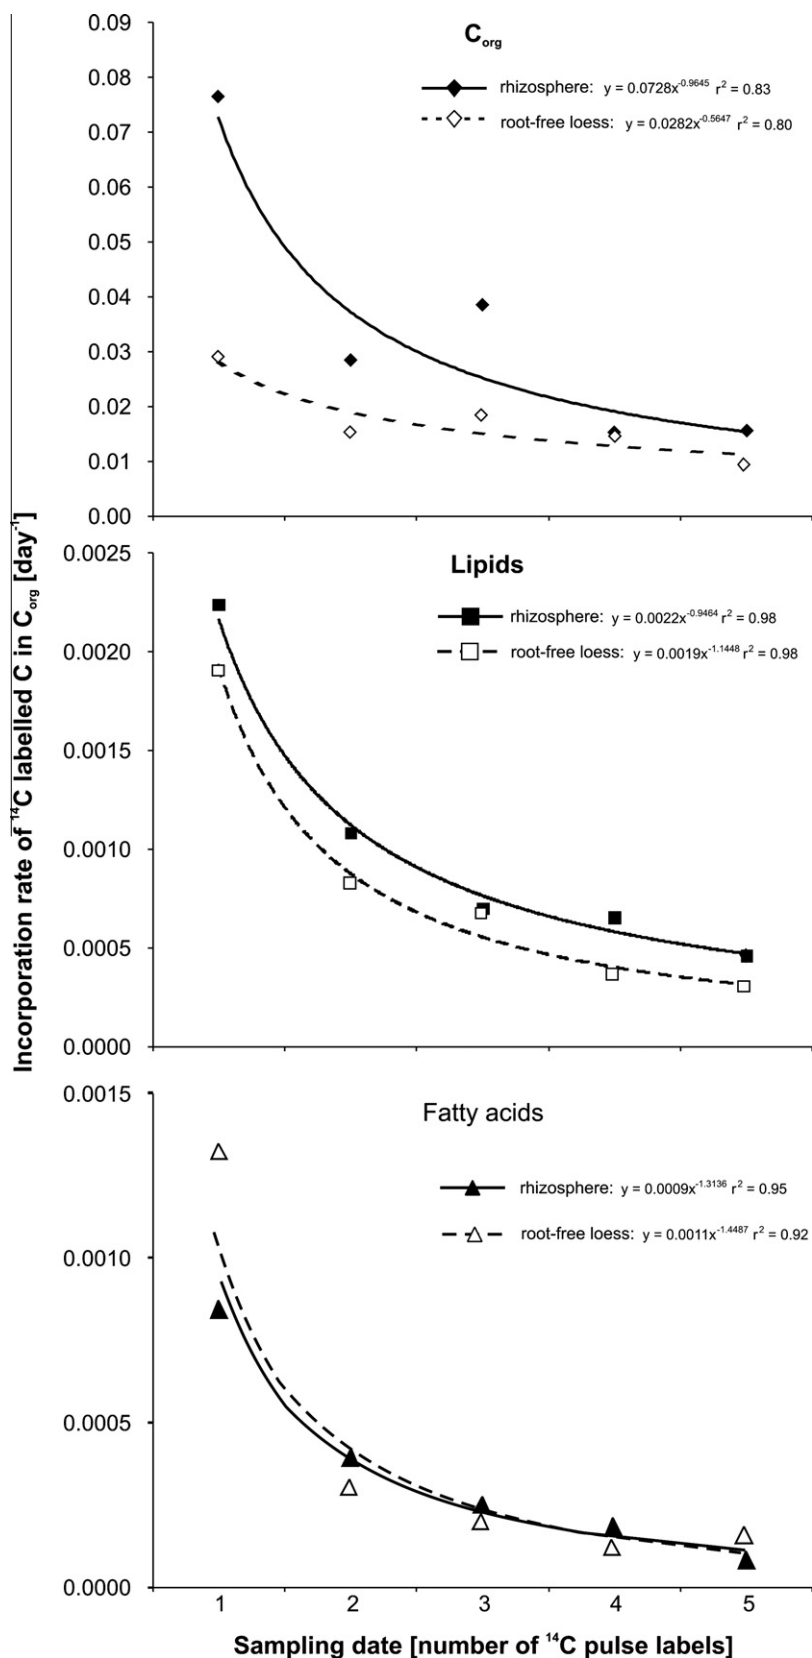 0.09
C_org
0.08
rhizosphere: y = 0.0728x^-0.9645 r² = 0.83
0.07
root-free loess: y = 0.0282x^-0.5647 r² = 0.80
0.06
0.05
0.04
0.03
0.02
0.01
0.00
Incorporation rate of ¹⁴C labelled C in C_org [day⁻¹]
0.0025
Lipids
rhizosphere: y = 0.0022x^-0.9464 r² = 0.98
0.0020
root-free loess: y = 0.0019x^-1.1448 r² = 0.98
0.0015
0.0010
0.0005
0.0000
0.0015
Fatty acids
rhizosphere: y = 0.0009x^-1.3136 r² = 0.95
root-free loess: y = 0.0011x^-1.4487 r² = 0.92
0.0010
0.0005
0.0000
1 2 3 4 5
Sampling date [number of ¹⁴C pulse labels]